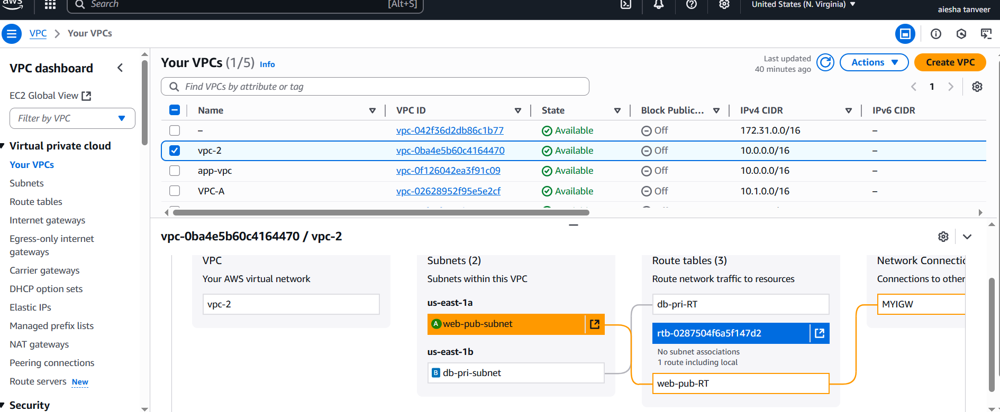 aws
Search
[Alt+S]
United States (N. Virginia)
aiesha tanveer
VPC
Your VPCs
VPC dashboard
EC2 Global View
Filter by VPC
Virtual private cloud
Your VPCs
Subnets
Route tables
Internet gateways
Egress-only internet
gateways
Carrier gateways
DHCP option sets
Elastic IPs
Managed prefix lists
NAT gateways
Peering connections
Route servers New
Security
Your VPCs (1/5) Info
Last updated
40 minutes ago
Actions
Create VPC
Find VPCs by attribute or tag
1
Name VPC ID State Block Public... IPv4 CIDR IPv6 CIDR
– vpc-042f36d2db86c1b77 Available Off 172.31.0.0/16 –
vpc-2 vpc-0ba4e5b60c4164470 Available Off 10.0.0.0/16 –
app-vpc vpc-0f126042ea3f91c09 Available Off 10.0.0.0/16 –
VPC-A vpc-02628952f95e5e2cf Available Off 10.1.0.0/16 –
vpc-0ba4e5b60c4164470 / vpc-2
VPC
Your AWS virtual network
vpc-2
Subnets (2)
Subnets within this VPC
us-east-1a
A web-pub-subnet
us-east-1b
B db-pri-subnet
Route tables (3)
Route network traffic to resources
db-pri-RT
rtb-0287504f6a5f147d2
No subnet associations
1 route including local
web-pub-RT
Network Connectio
Connections to other
MYIGW